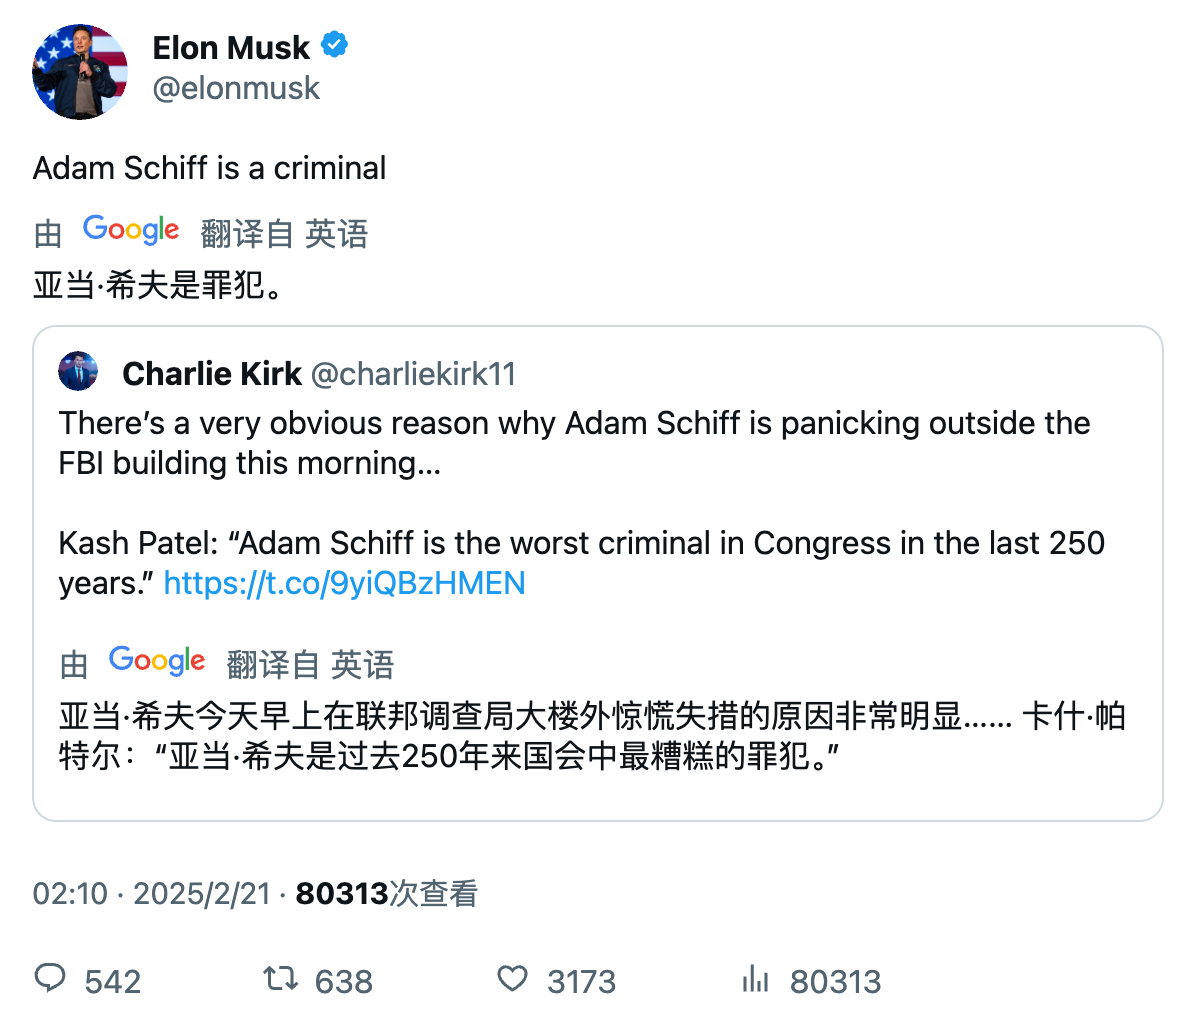 Elon Musk
@elonmusk
Adam Schiff is a criminal
由 Google 翻译自 英语
亚当·希夫是罪犯。
Charlie Kirk @charliekirk11
There’s a very obvious reason why Adam Schiff is panicking outside the
FBI building this morning...
Kash Patel: “Adam Schiff is the worst criminal in Congress in the last 250
years.” https://t.co/9yiQBzHMEN
由 Google 翻译自 英语
亚当·希夫今天早上在联邦调查局大楼外惊慌失措的原因非常明显…… 卡什·帕
特尔：“亚当·希夫是过去250年来国会中最糟糕的罪犯。”
02:10 · 2025/2/21 · 80313次查看
542 638 3173 80313